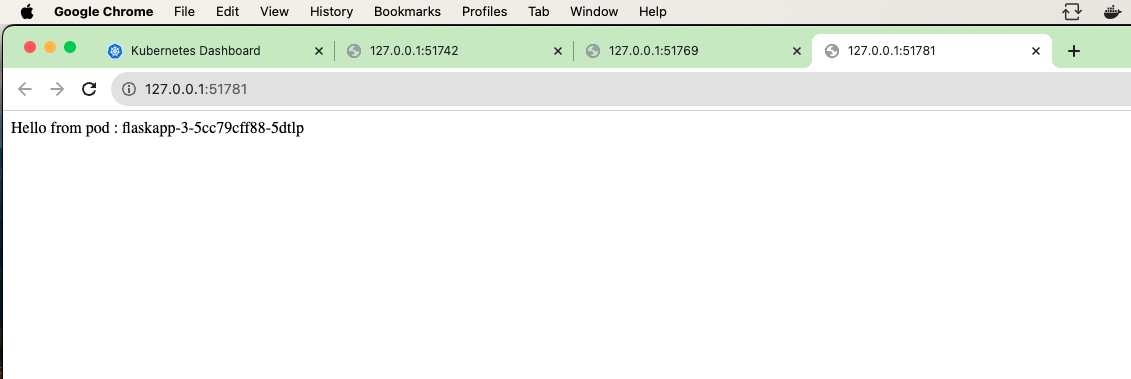 Google Chrome File Edit View History Bookmarks Profiles Tab Window Help
Kubernetes Dashboard 127.0.0.1:51742 127.0.0.1:51769 127.0.0.1:51781
127.0.0.1:51781
Hello from pod : flaskapp-3-5cc79cff88-5dtlp